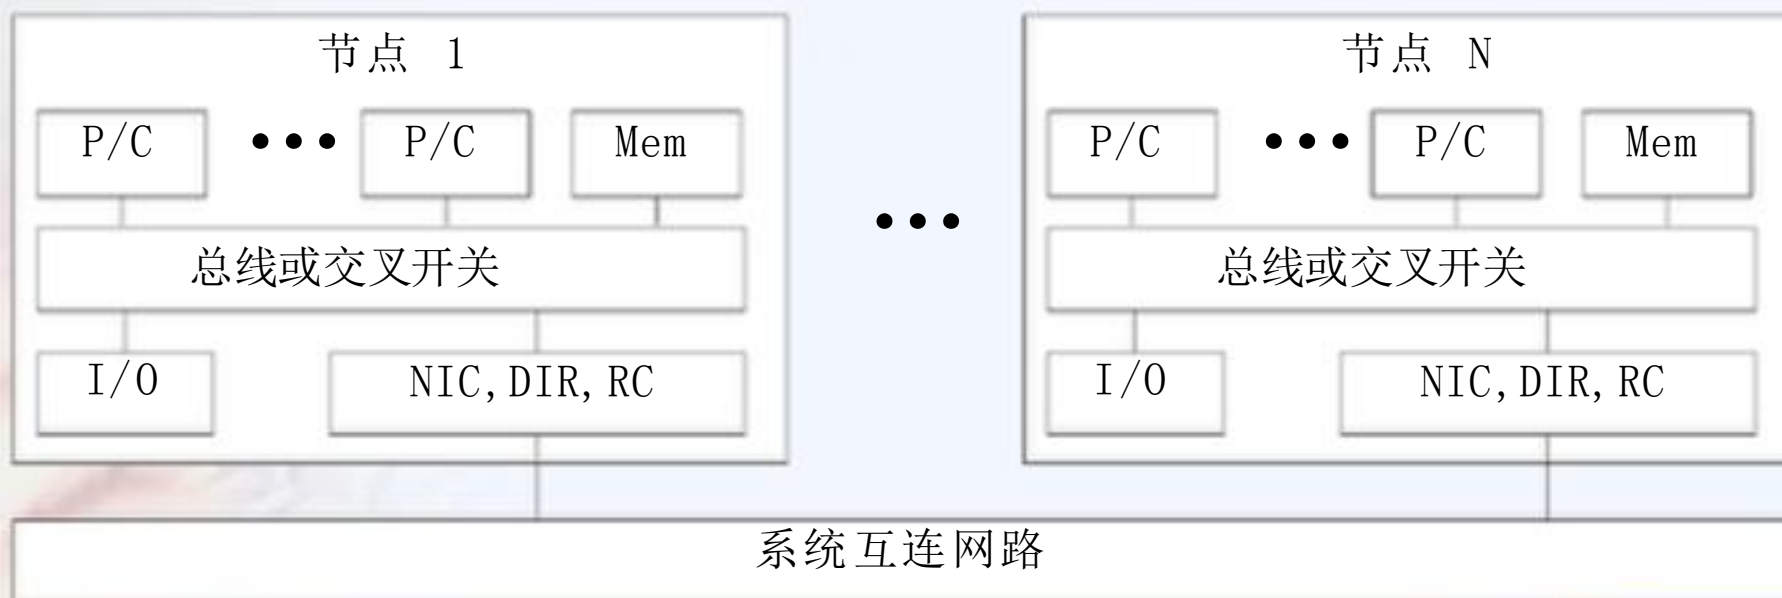 节点 1
节点 N
P/C ••• P/C Mem
P/C ••• P/C Mem
•••
总线或交叉开关
总线或交叉开关
I/O NIC,DIR,RC
I/O NIC,DIR,RC
系统互连网路